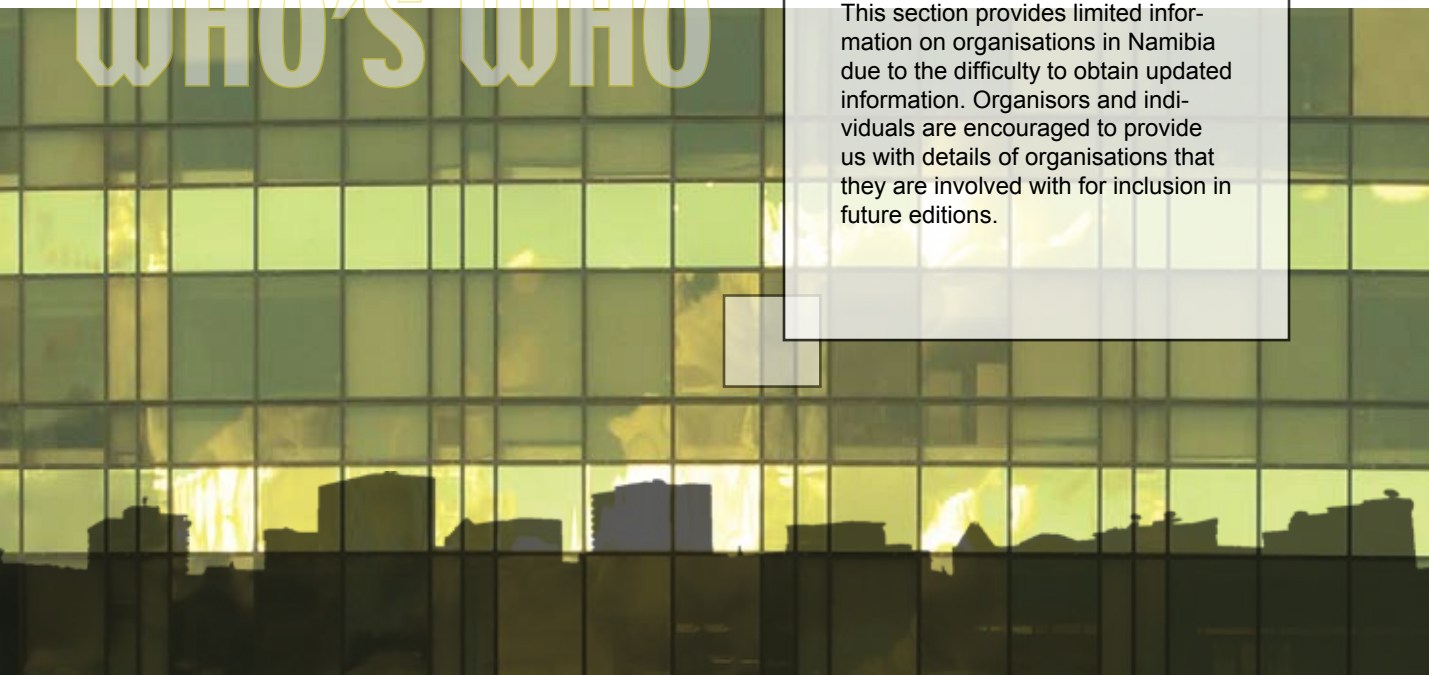 WHO'S WHO
This section provides limited infor-
mation on organisations in Namibia
due to the difficulty to obtain updated
information. Organisors and indi-
viduals are encouraged to provide
us with details of organisations that
they are involved with for inclusion in
future editions.